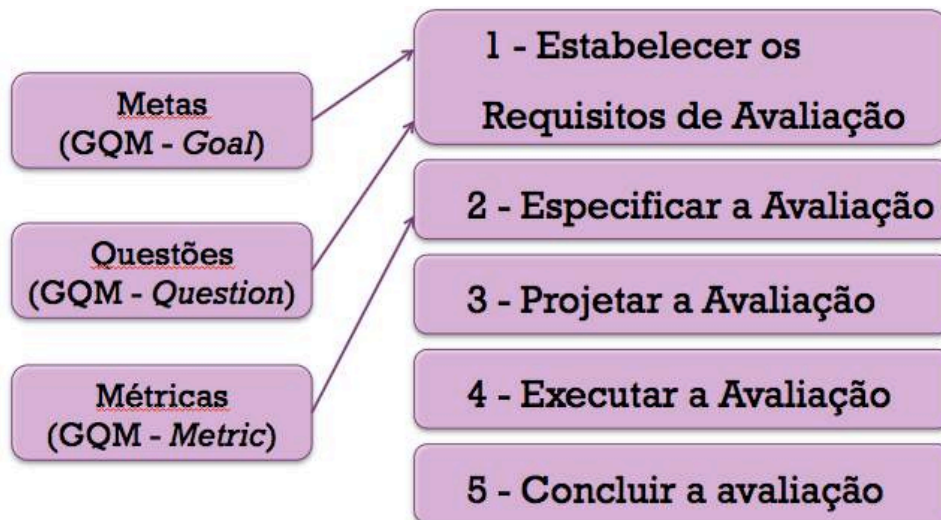 Metas
(GQM - Goal)
Questões
(GQM - Question)
Métricas
(GQM - Metric)
1 - Estabelecer os
Requisitos de Avaliação
2 - Especificar a Avaliação
3 - Projetar a Avaliação
4 - Executar a Avaliação
5 - Concluir a avaliação